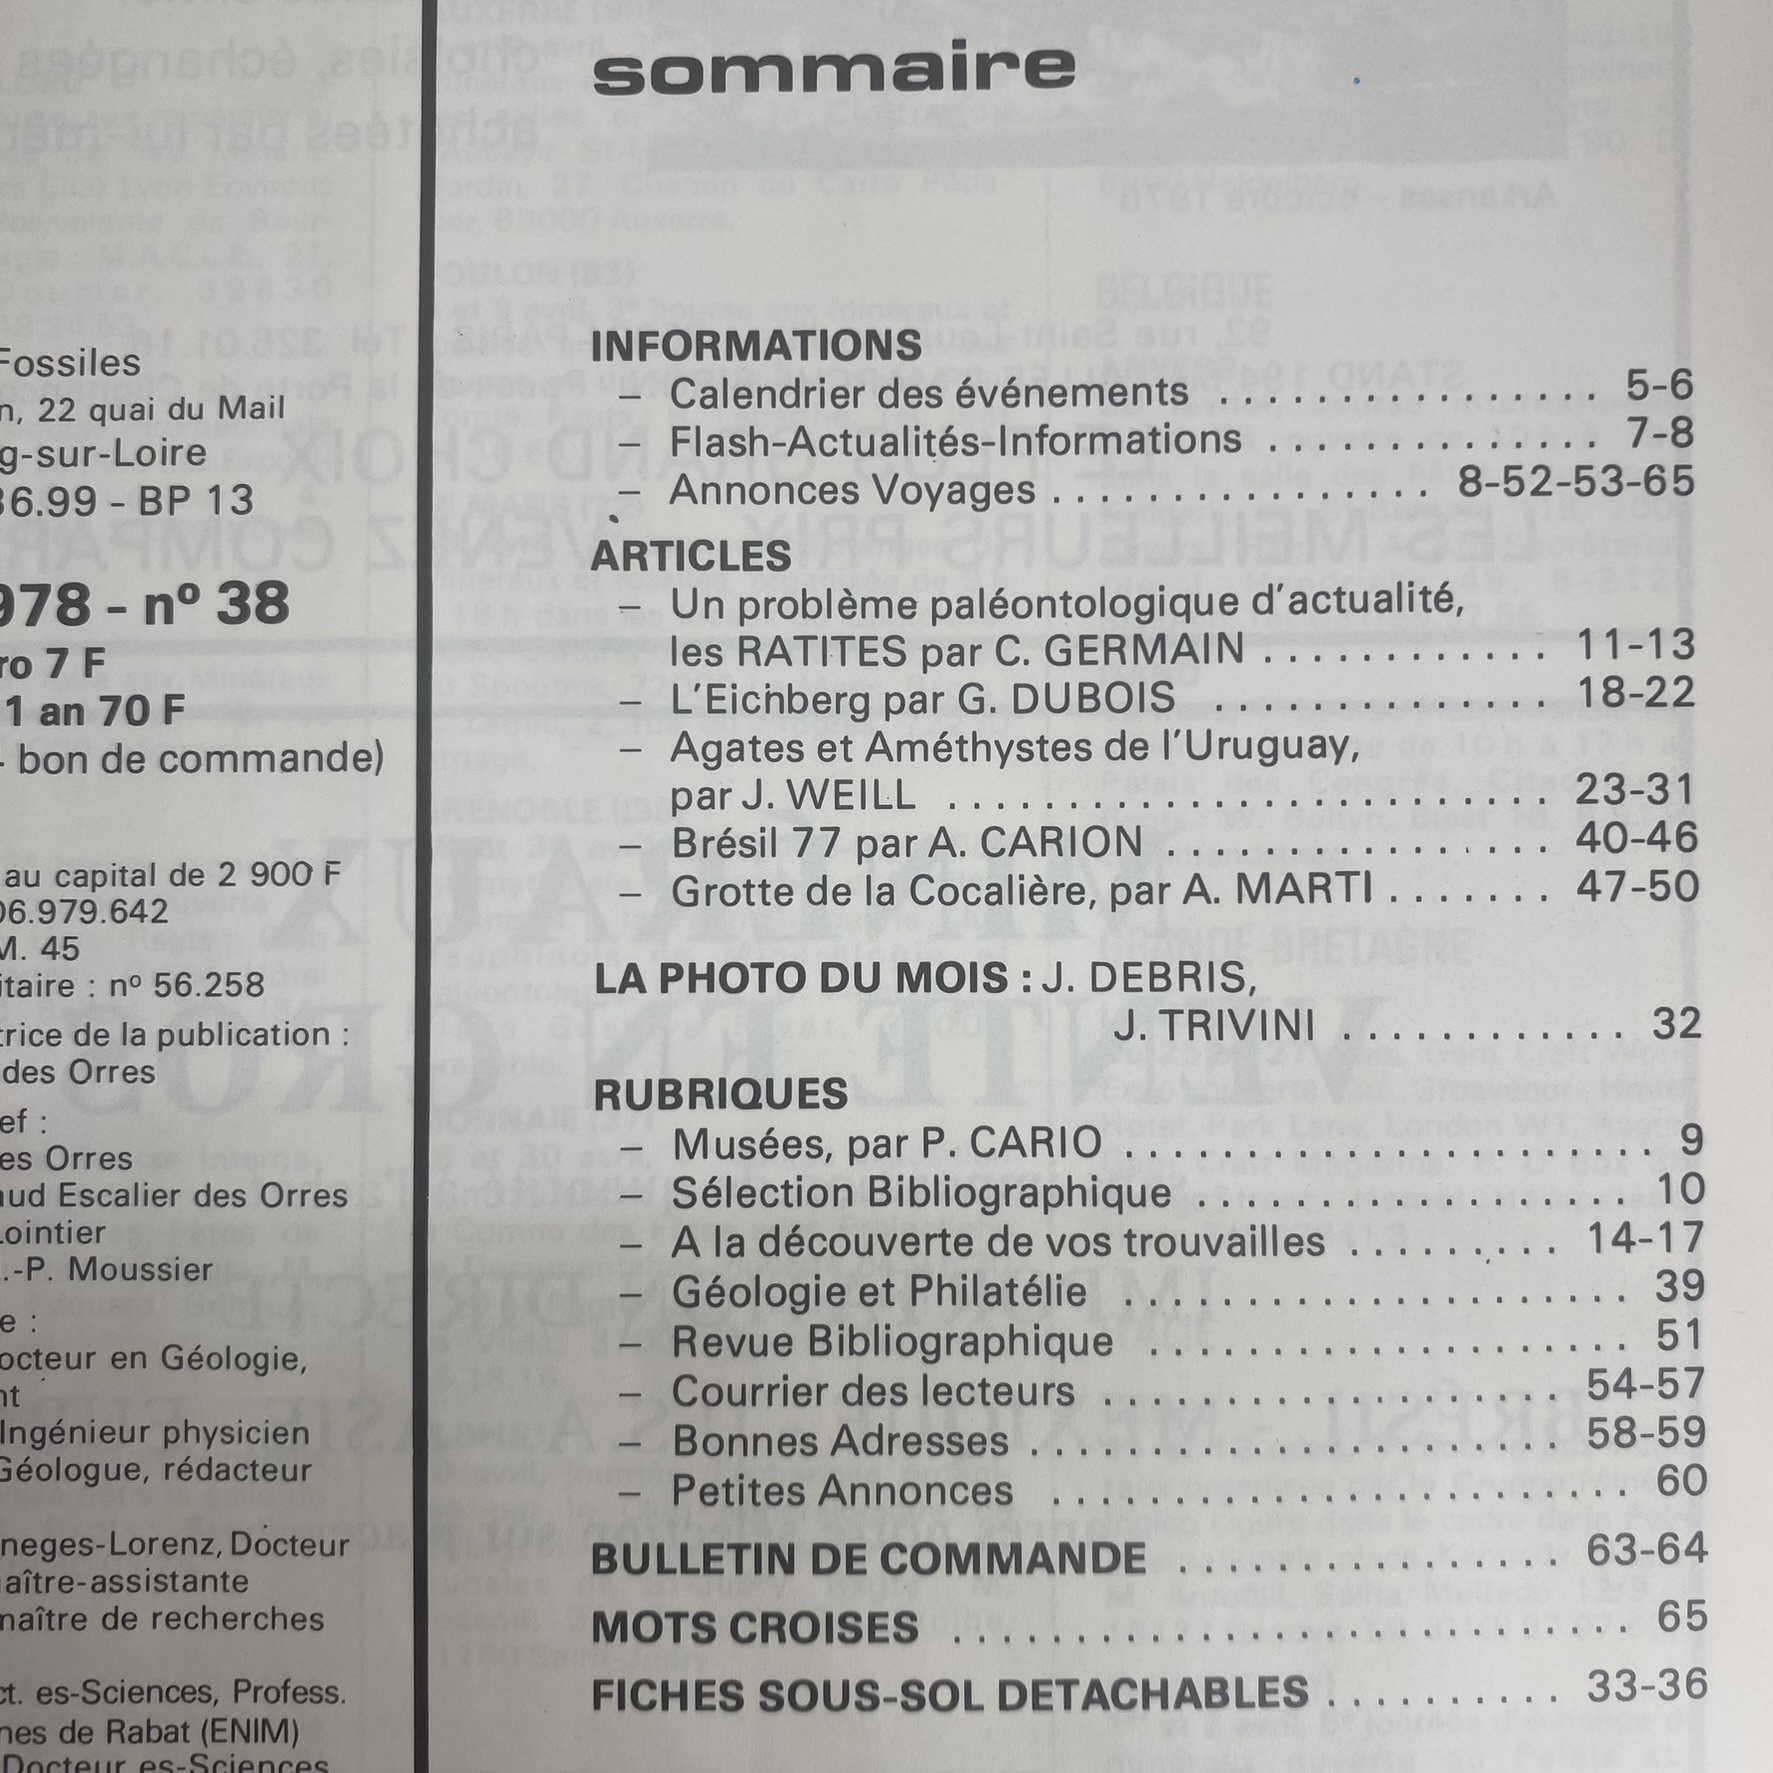 Fossiles
22 quai du Mail
-sur-Loire
36.99 - BP 13
978 - nº 38
7 F
1 an 70 F
bon de commande)
au capital de 2 900 F
06.979.642
M. 45
itaire : nº 56.258
trice de la publication :
des Orres
ef :
es Orres
aud Escalier des Orres
Lointier
.-P. Moussier
e :
octeur en Géologie,
nt
Ingénieur physicien
Géologue, rédacteur
neges-Lorenz, Docteur
aître-assistante
maître de recherches
ct. es-Sciences, Profess.
nes de Rabat (ENIM)
Docteur es-Sciences
sommaire
INFORMATIONS
– Calendrier des événements ................ 5-6
– Flash-Actualités-Informations .............. 7-8
– Annonces Voyages ................ 8-52-53-65
ARTICLES
– Un problème paléontologique d'actualité,
les RATITES par C. GERMAIN ............ 11-13
– L'Eichberg par G. DUBOIS .............. 18-22
– Agates et Améthystes de l'Uruguay,
par J. WEILL ......................... 23-31
– Brésil 77 par A. CARION ................ 40-46
– Grotte de la Cocalière, par A. MARTI ....... 47-50
LA PHOTO DU MOIS : J. DEBRIS,
J. TRIVINI ............ 32
RUBRIQUES
– Musées, par P. CARIO ....................... 9
– Sélection Bibliographique ................... 10
– A la découverte de vos trouvailles .......... 14-17
– Géologie et Philatélie ...................... 39
– Revue Bibliographique ..................... 51
– Courrier des lecteurs .................... 54-57
– Bonnes Adresses ....................... 58-59
– Petites Annonces ......................... 60
BULLETIN DE COMMANDE ................ 63-64
MOTS CROISES ............................ 65
FICHES SOUS-SOL DETACHABLES .......... 33-36